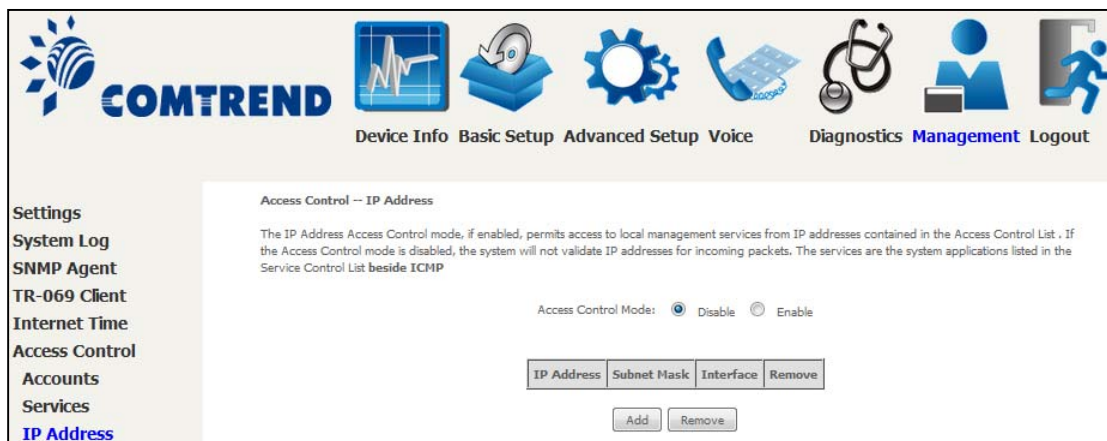 COMTREND
Device Info Basic Setup Advanced Setup Voice Diagnostics Management Logout
Settings
System Log
SNMP Agent
TR-069 Client
Internet Time
Access Control
Accounts
Services
IP Address
Access Control -- IP Address
The IP Address Access Control mode, if enabled, permits access to local management services from IP addresses contained in the Access Control List . If
the Access Control mode is disabled, the system will not validate IP addresses for incoming packets. The services are the system applications listed in the
Service Control List beside ICMP
Access Control Mode: Disable Enable
IP Address Subnet Mask Interface Remove
Add Remove